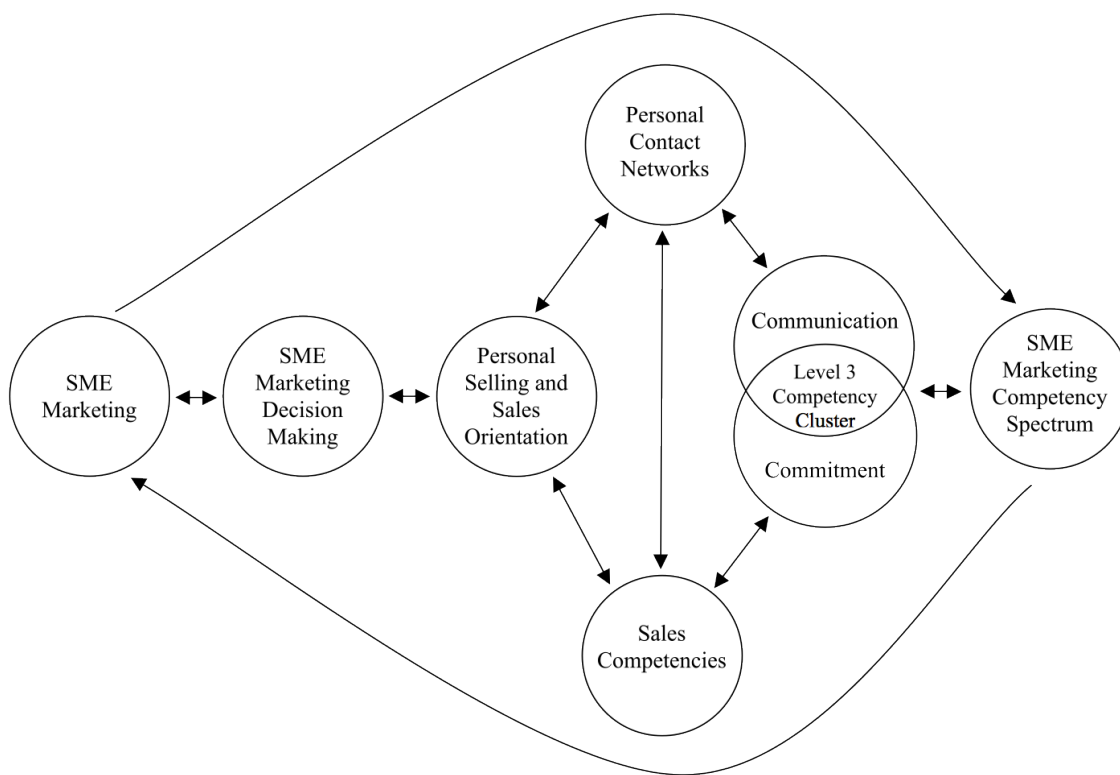 Personal
Contact
Networks
Communication
Level 3
Competency
Cluster
Commitment
SME
Marketing
SME
Marketing
Decision
Making
Personal
Selling and
Sales
Orientation
SME
Marketing
Competency
Spectrum
Sales
Competencies